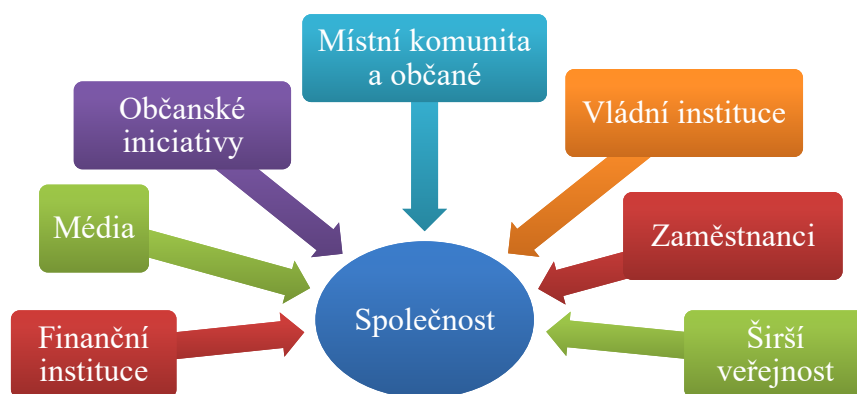 Místní komunita
a občané
Občanské
iniciativy
Vládní instituce
Média
Zaměstnanci
Společnost
Finanční
instituce
Širší
veřejnost